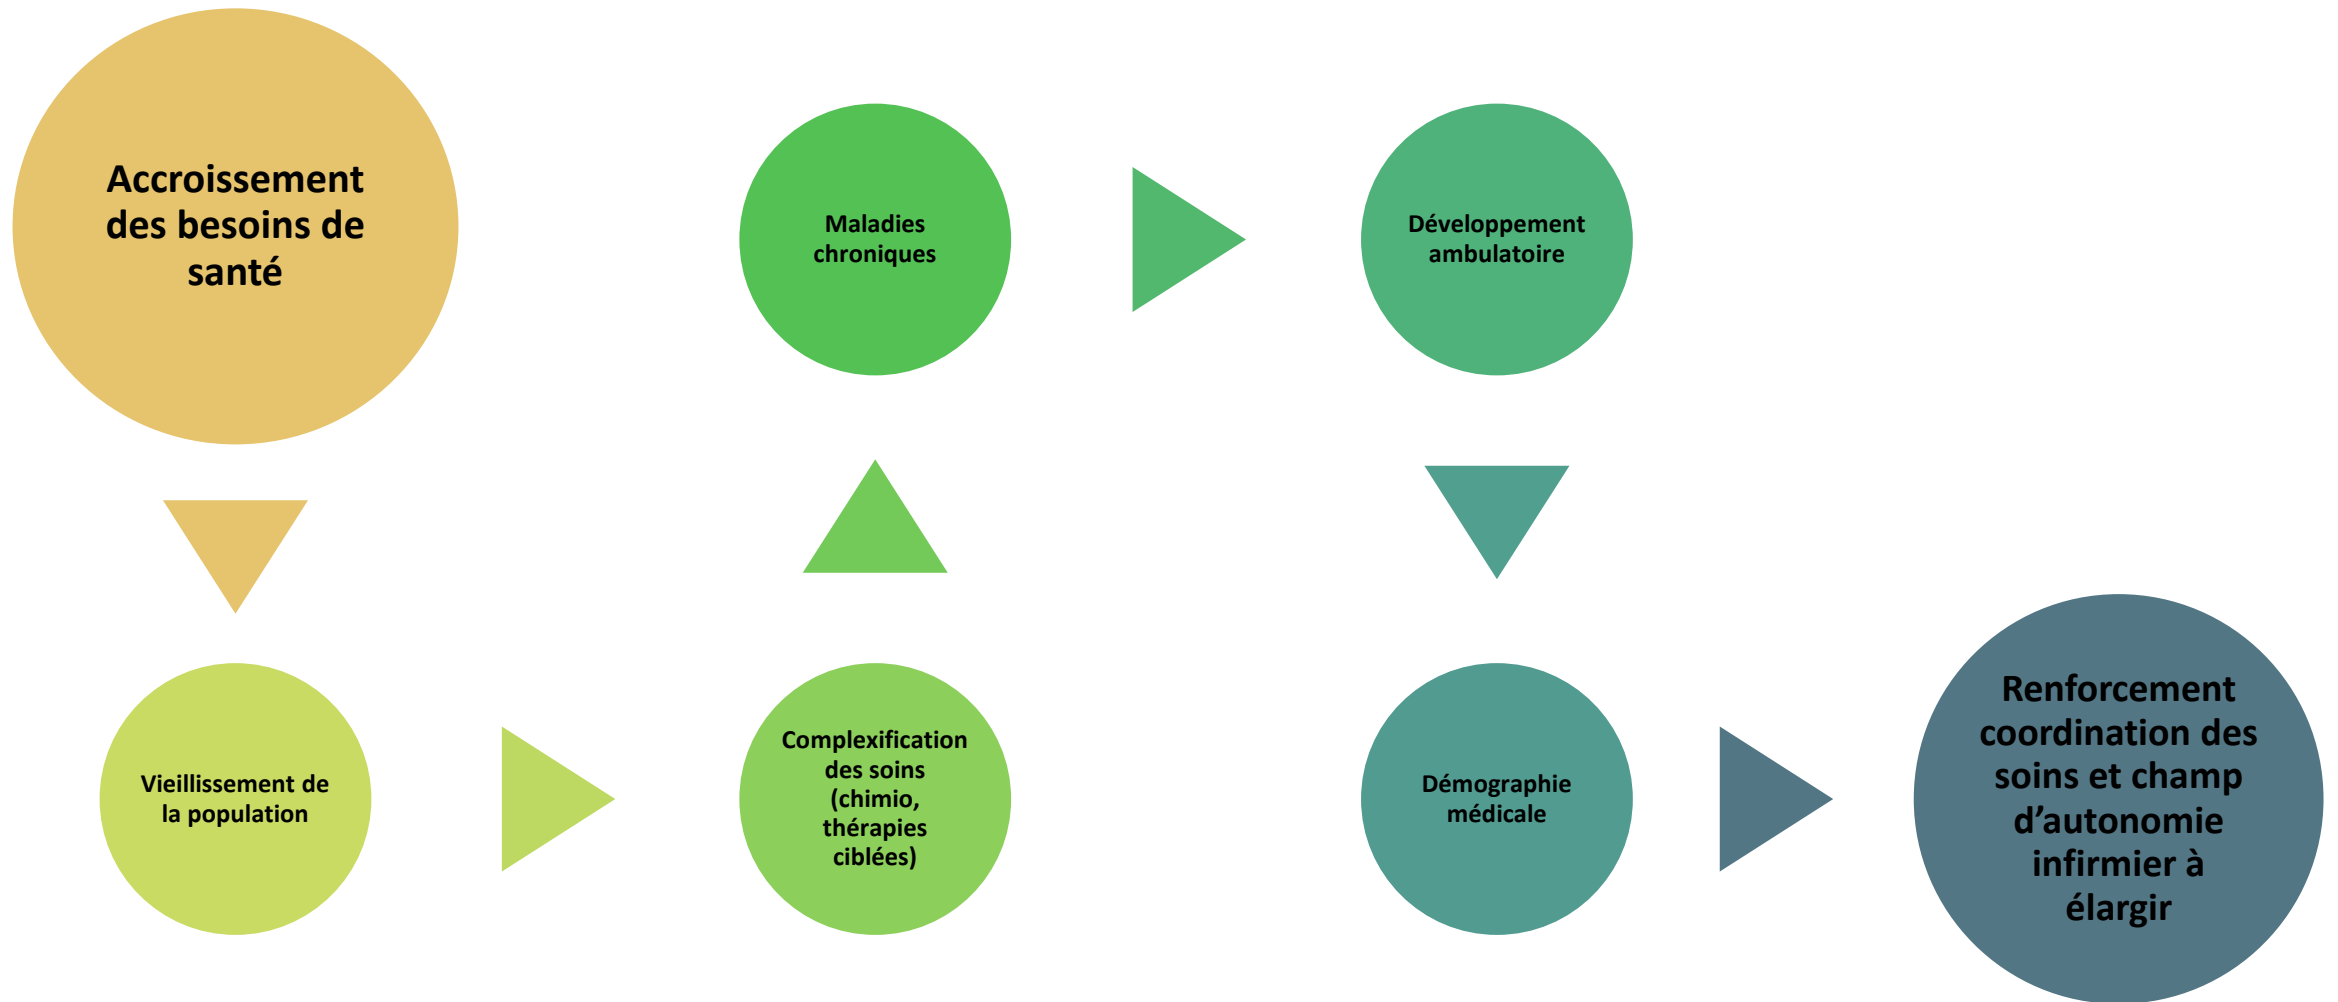 Accroissement
des besoins de
santé
Vieillissement de
la population
Complexification
des soins
(chimio,
thérapies
ciblées)
Maladies
chroniques
Développement
ambulatoire
Démographie
médicale
Renforcement
coordination des
soins et champ
d’autonomie
infirmier à
élargir